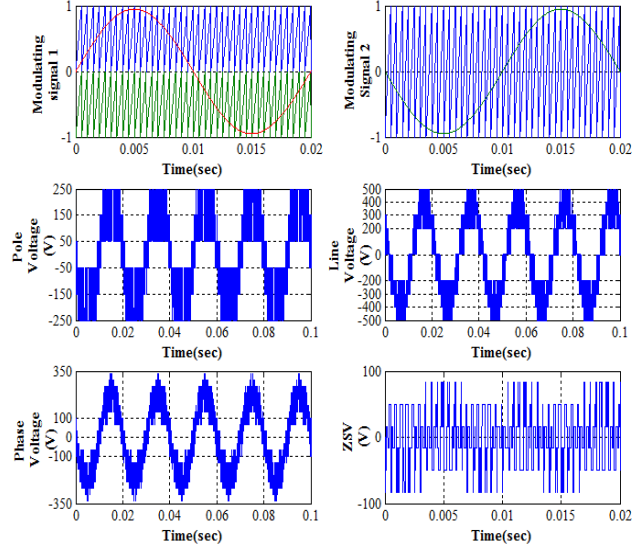 1
0
-1
Modulating
signal 1
0
0.005
0.01
0.015
0.02
Time(sec)
1
0
-1
Modulating
Signal 2
0
0.005
0.01
0.015
0.02
Time(sec)
250
150
50
-50
-150
-250
Pole
Voltage
(V)
0
0.02
0.04
0.06
0.08
0.1
Time(sec)
500
400
300
200
0
-200
-300
-400
-500
Line
Voltage
(V)
0
0.02
0.04
0.06
0.08
0.1
Time(sec)
350
100
0
-100
-350
Phase
Voltage
(V)
0
0.02
0.04
0.06
0.08
0.1
Time(sec)
100
0
-100
ZSV
(V)
0
0.005
0.01
0.015
0.02
Time(sec)